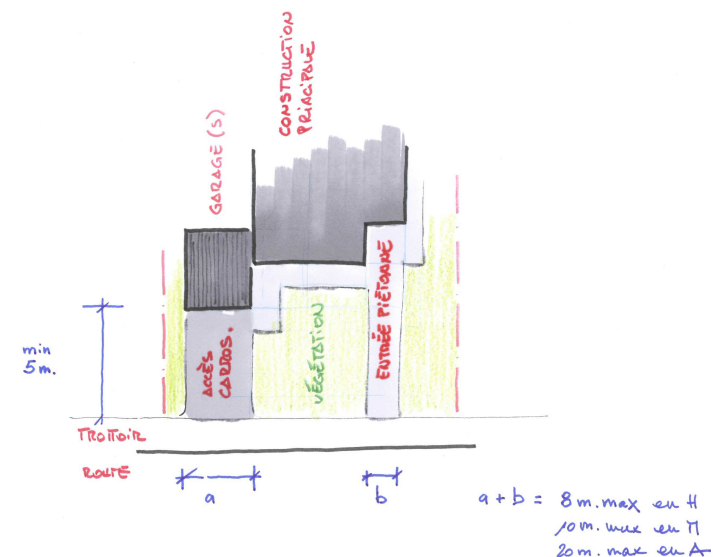 CONSTRUCTION
PRINCIPALE
GARAGE(S)
ENTRÉE PIÉTONNE
VÉGÉTATION
ACCÈS
CARROS.
min
5 m.
TROTTOIR
ROUTE
a
b
a + b = 8 m. max en H
10 m. max en M
20 m. max en A